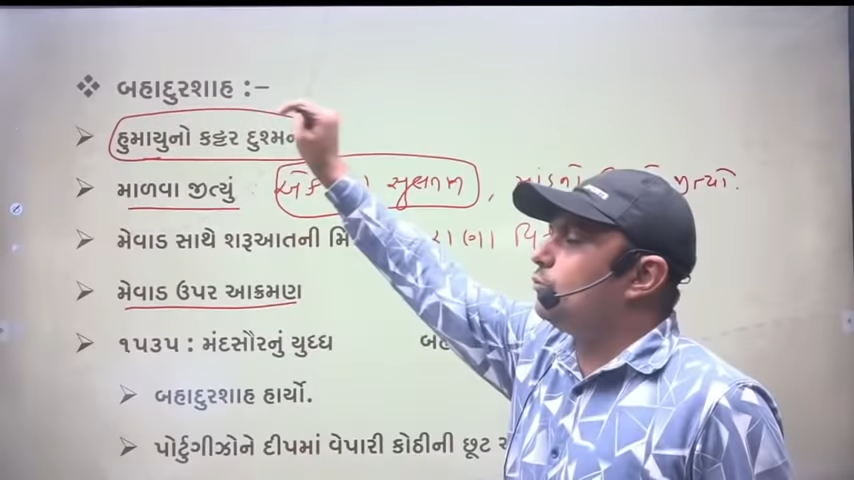 ❖ બહાદુરશાહ :–
➤ હુમાયુનો કટ્ટર દુશ્મન
➤ માળવા જીત્યું સૂલતાન , જીત્યો.
➤ મેવાડ સાથે શરૂઆતની રાણા
➤ મેવાડ ઉપર આક્રમણ
➤ ૧૫૩૫ : મંદસૌરનું યુદ્ધ
➤ બહાદુરશાહ હાર્યો.
➤ પોર્ટુગીઝોને દીપમાં વેપારી કોઠીની છૂટ